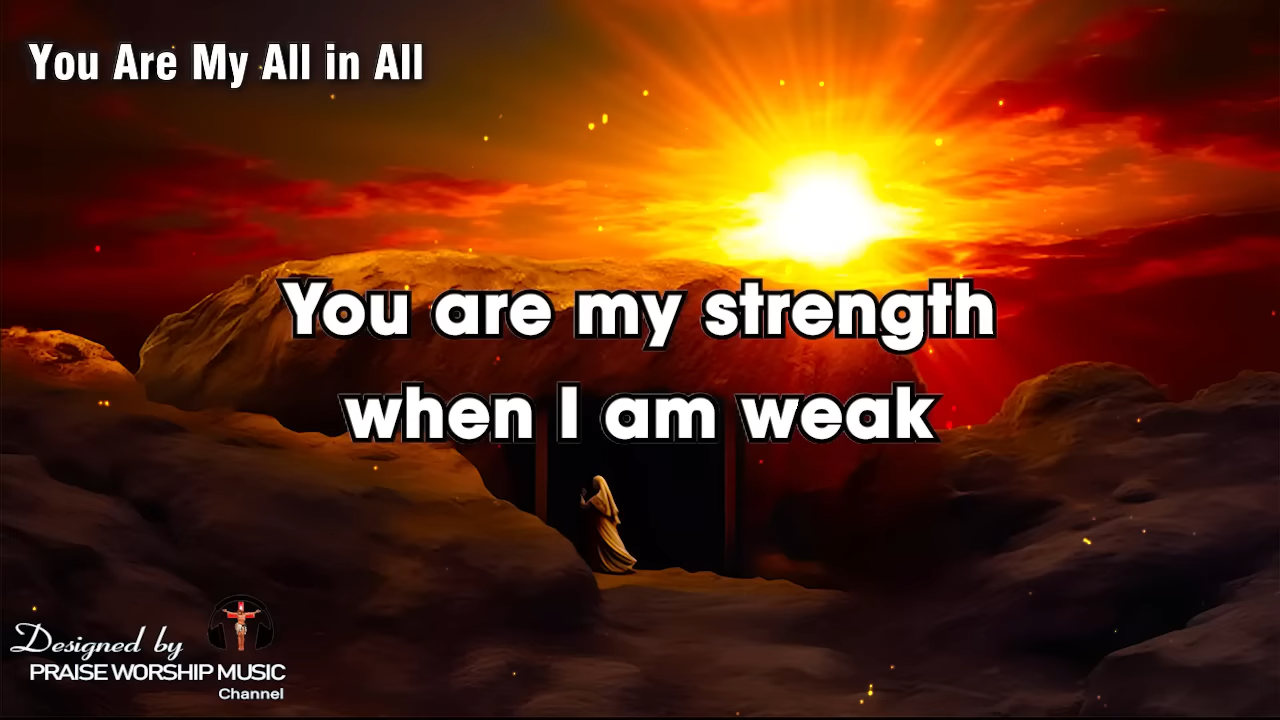 You Are My All in All
You are my strength
when I am weak
Designed by
PRAISE WORSHIP MUSIC
Channel